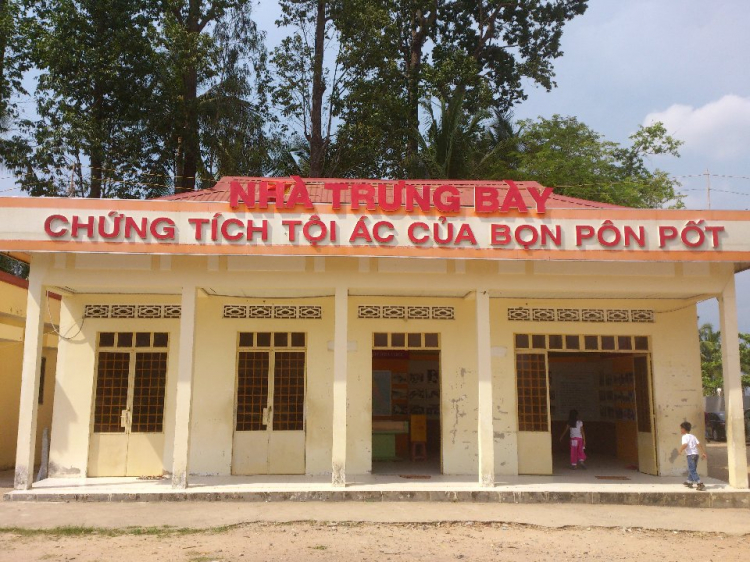 NHÀ TRƯNG BÀY
CHỨNG TÍCH TỘI ÁC CỦA BỌN PÔN PỐT